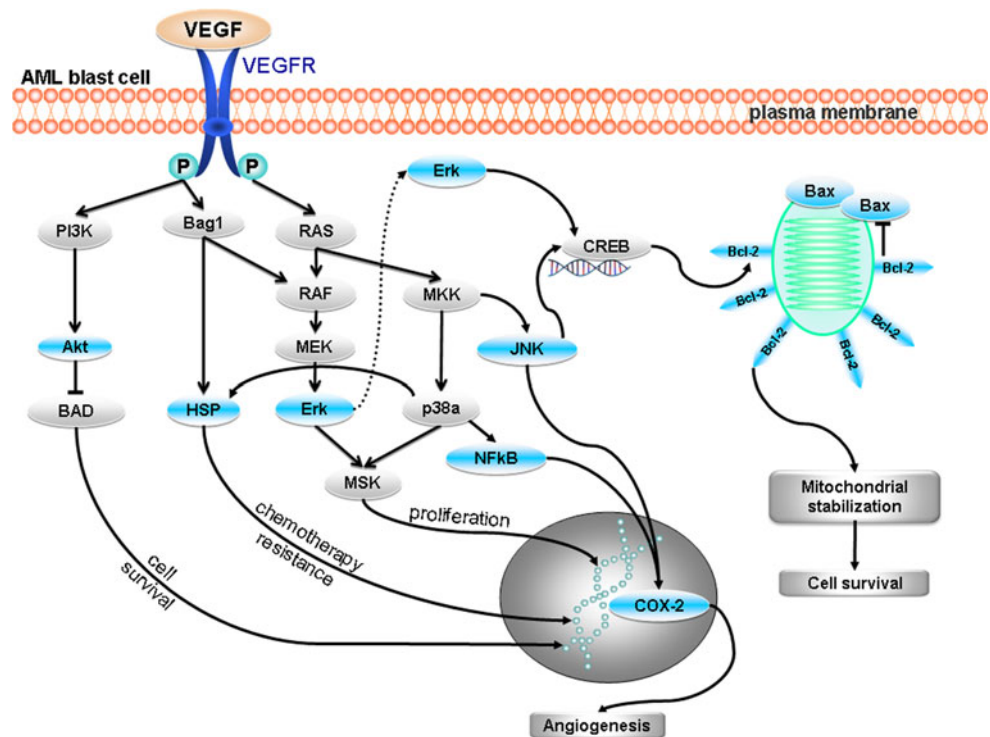 VEGF
VEGFR
AML blast cell
plasma membrane
P
P
Erk
Bax
Bax
PI3K
Bag1
RAS
CREB
Bcl-2
Bcl-2
RAF
MKK
Bcl-2
Bcl-2
Bcl-2
Bcl-2
Akt
MEK
JNK
BAD
HSP
Erk
p38a
NFkB
MSK
Mitochondrial
stabilization
proliferation
chemotherapy
resistance
cell
survival
Cell survival
COX-2
Angiogenesis